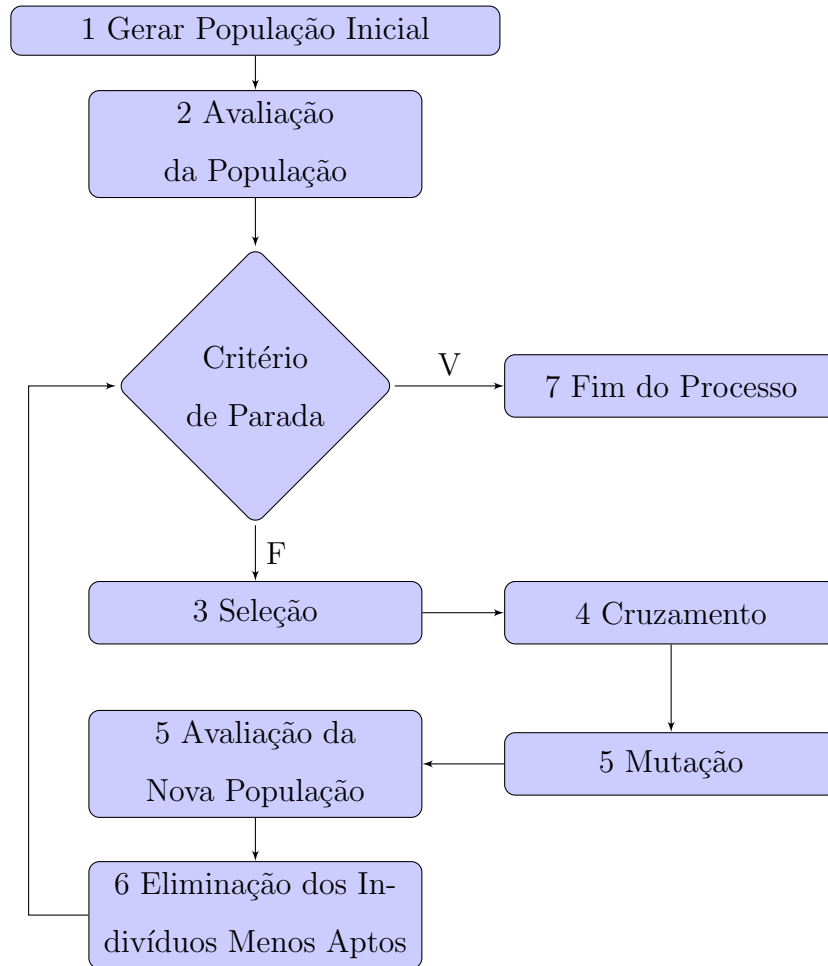 1 Gerar População Inicial
2 Avaliação
da População
Critério
de Parada
V
7 Fim do Processo
F
3 Seleção
4 Cruzamento
5 Avaliação da
Nova População
5 Mutação
6 Eliminação dos In-
divíduos Menos Aptos